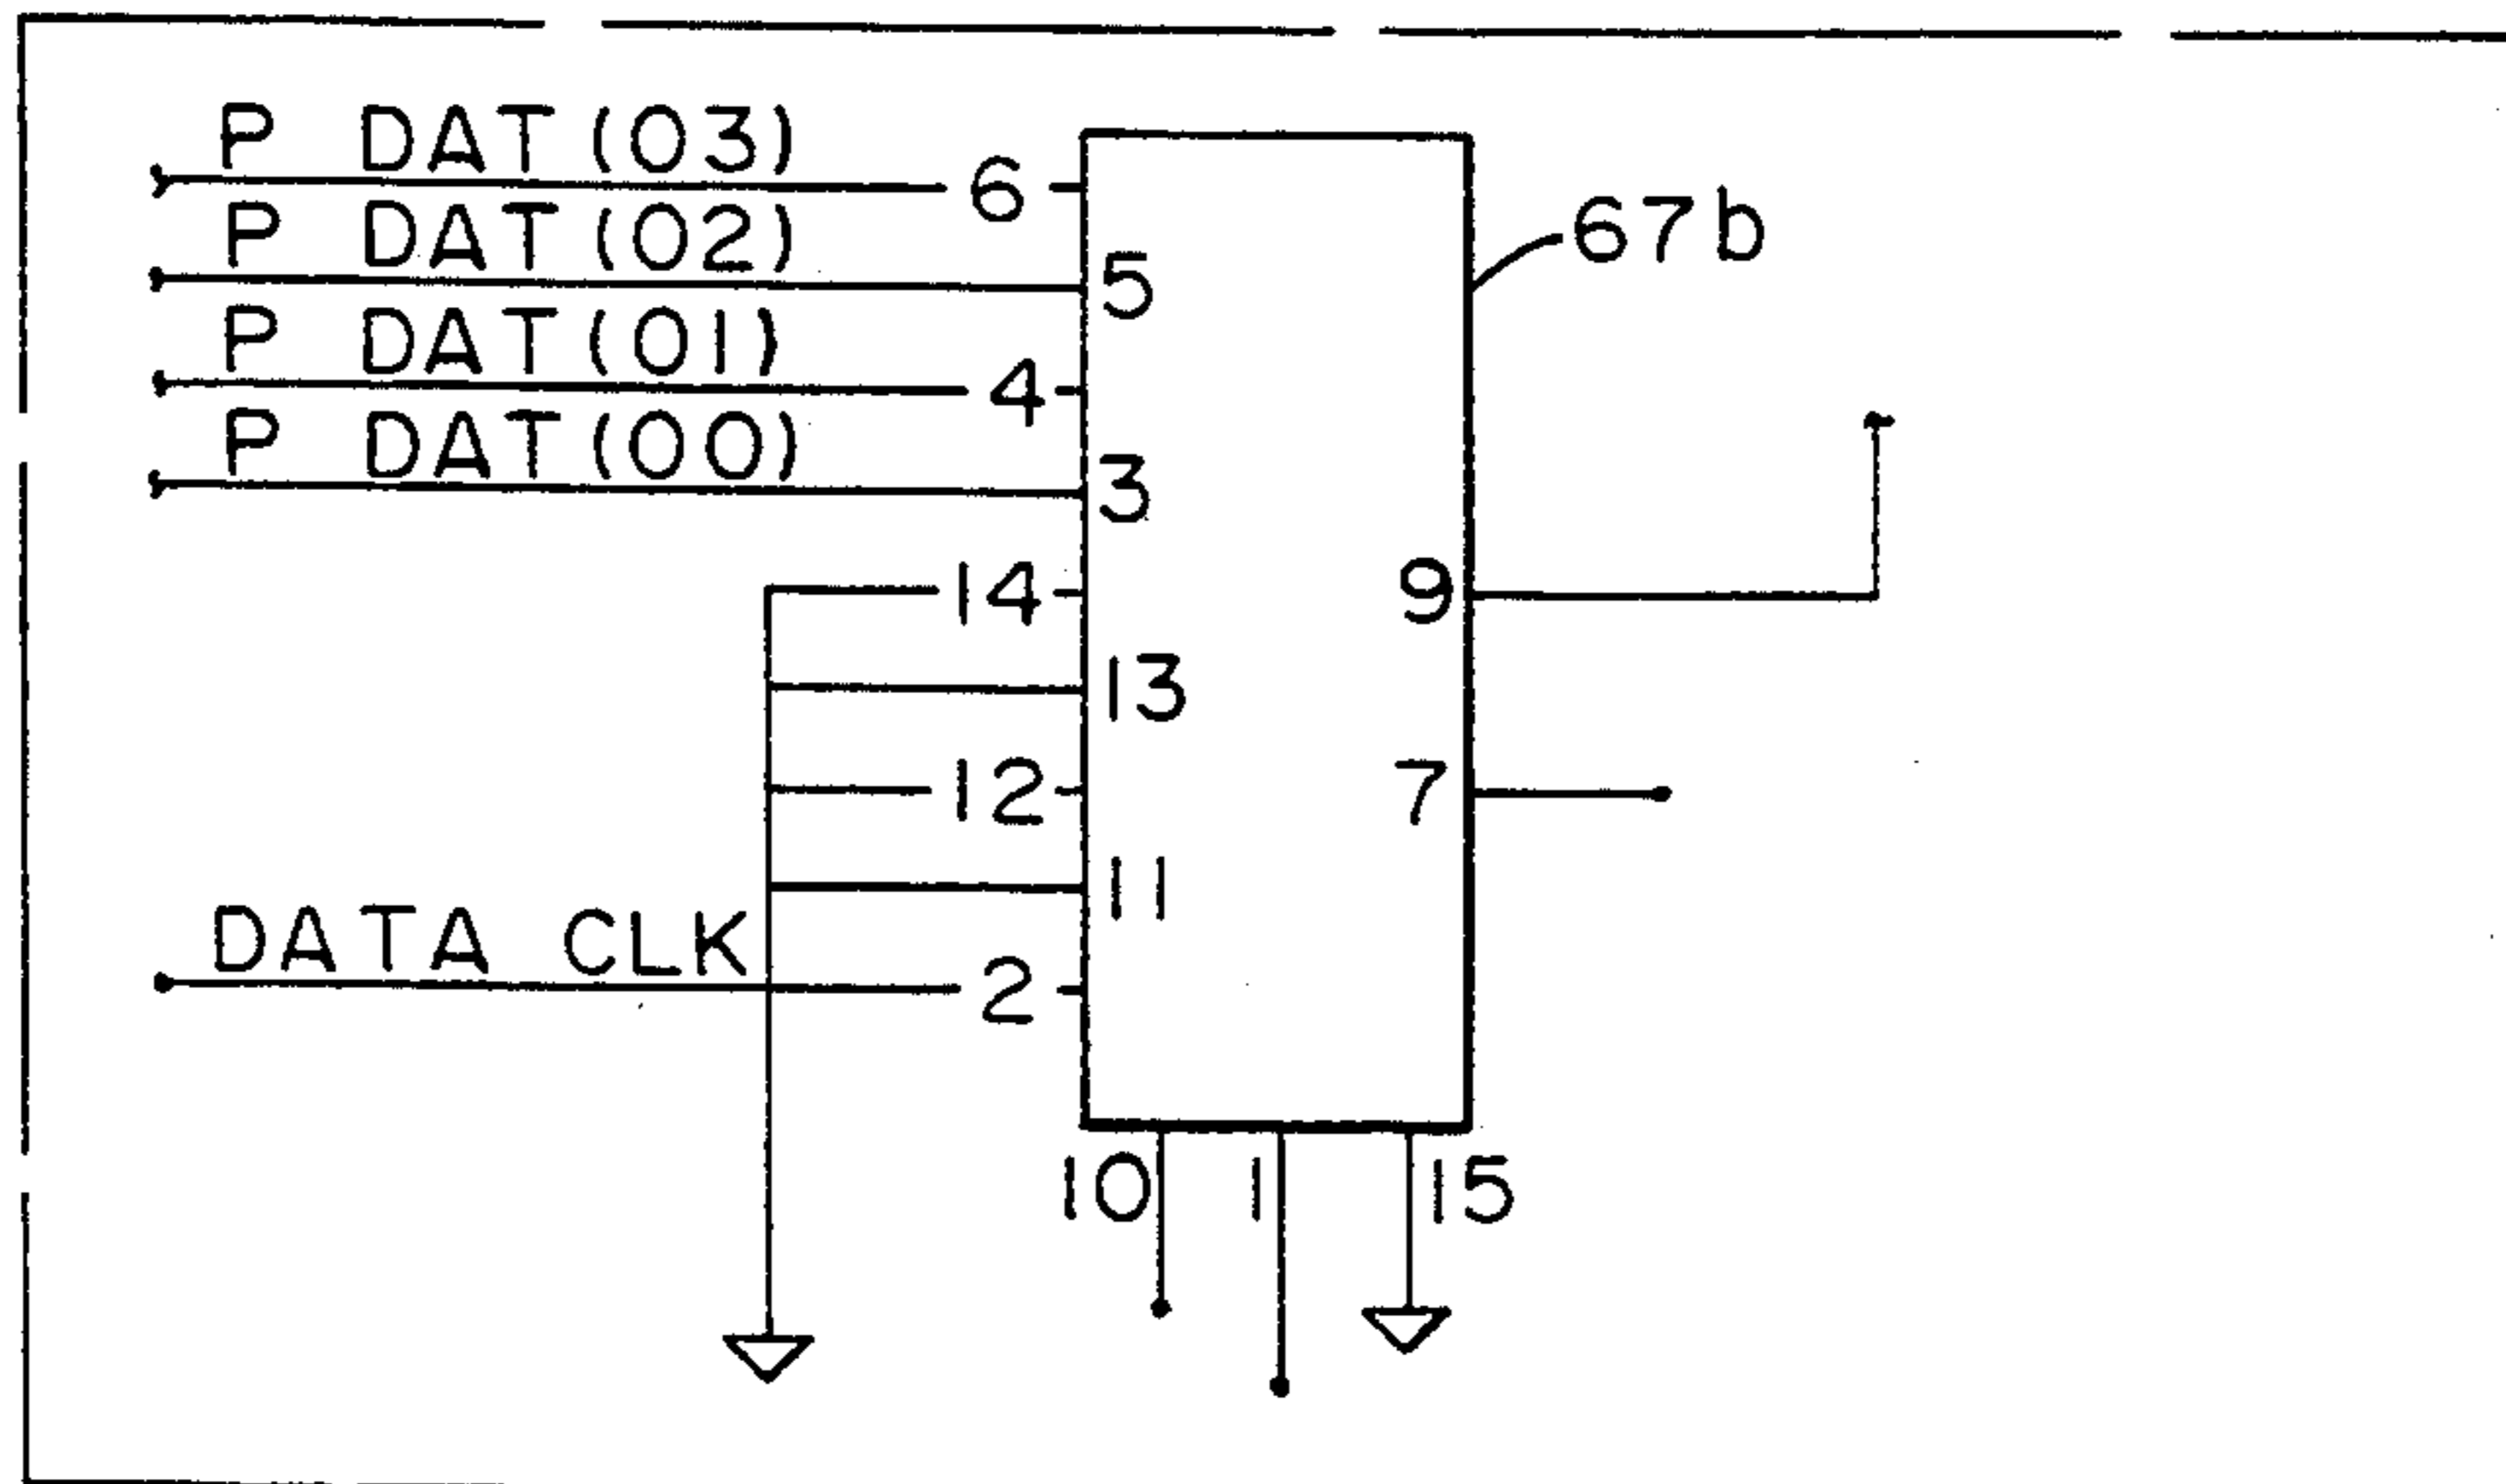 P DAT(03)
6
67b
P DAT(02)
5
P DAT(01)
4
P DAT(00)
3
14
9
13
12
7
11
DATA CLK
2
10
1
15